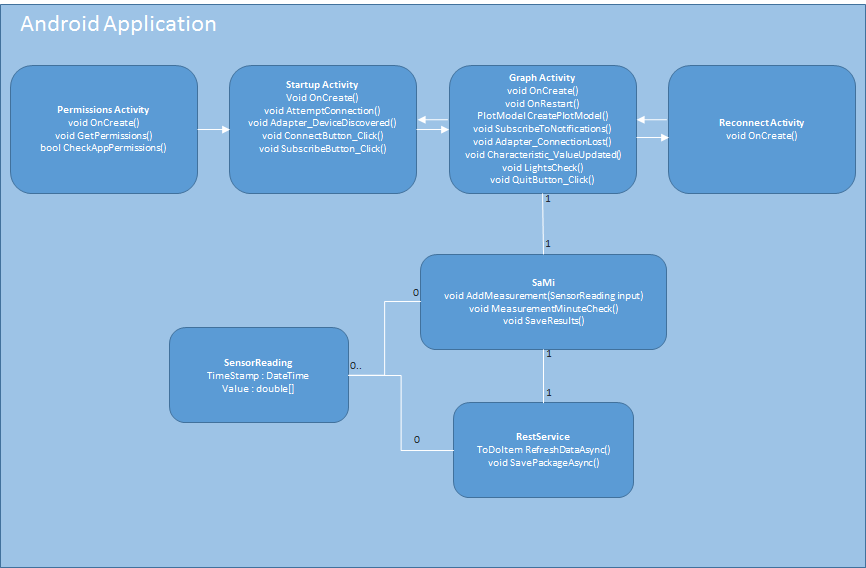 Android Application
Permissions Activity
void OnCreate()
void GetPermissions()
bool CheckAppPermissions()
Startup Activity
Void OnCreate()
void AttemptConnection()
void Adapter_DeviceDiscovered()
void ConnectButton_Click()
void SubscribeButton_Click()
Graph Activity
void OnCreate()
void OnRestart()
PlotModel CreatePlotModel()
void SubscribeToNotifications()
void Adapter_ConnectionLost()
void Characteristic_ValueUpdated()
void LightsCheck()
void QuitButton_Click()
Reconnect Activity
void OnCreate()
1
1
SaMi
void AddMeasurement(SensorReading input)
void MeasurementMinuteCheck()
void SaveResults()
0
SensorReading
TimeStamp : DateTime
Value : double[]
0..
1
1
0
RestService
ToDoItem RefreshDataAsync()
void SavePackageAsync()